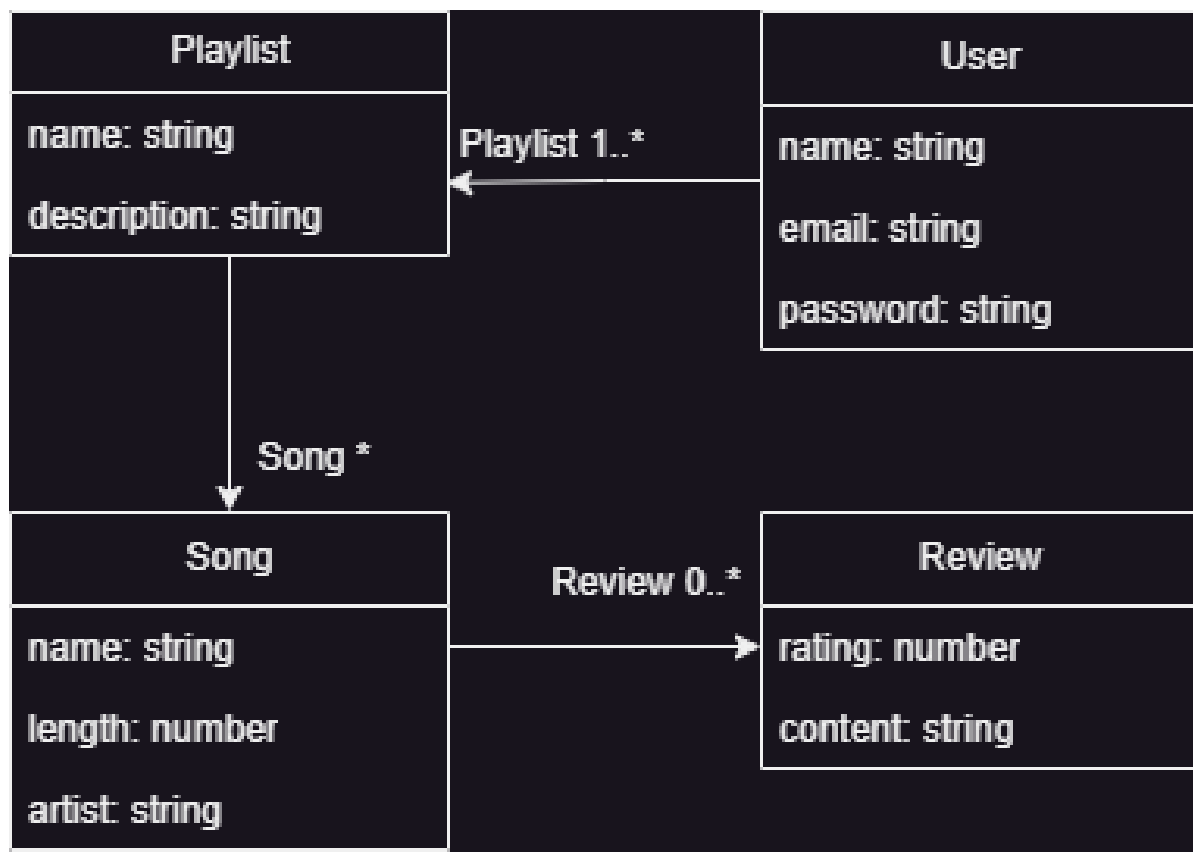 Playlist
name: string
description: string
Playlist 1..*
User
name: string
email: string
password: string
Song *
Song
name: string
length: number
artist: string
Review 0..*
Review
rating: number
content: string